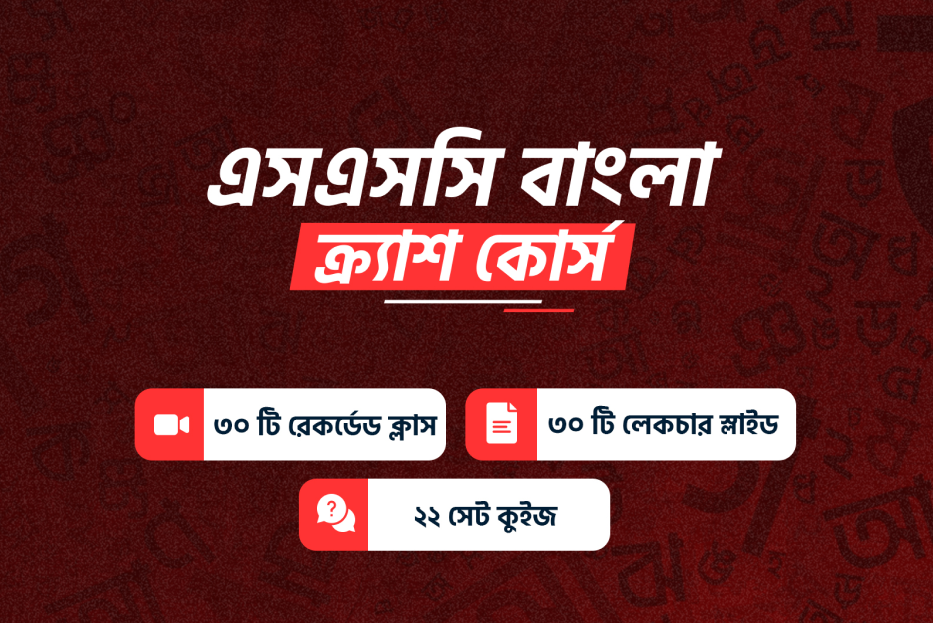 এসএসসি বাংলা
ক্র্যাশ কোর্স
৩০ টি রেকর্ডেড ক্লাস
৩০ টি লেকচার স্লাইড
২২ সেট কুইজ